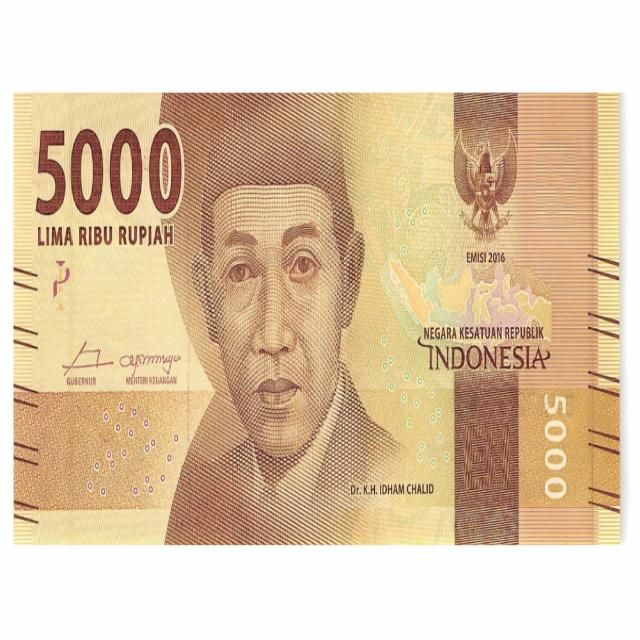 5000
LIMA RIBU RUPIAH
GUBERNUR
MENTERI KEUANGAN
EMISI 2016
NEGARA KESATUAN REPUBLIK
INDONESIA
Dr. K.H. IDHAM CHALID
5000